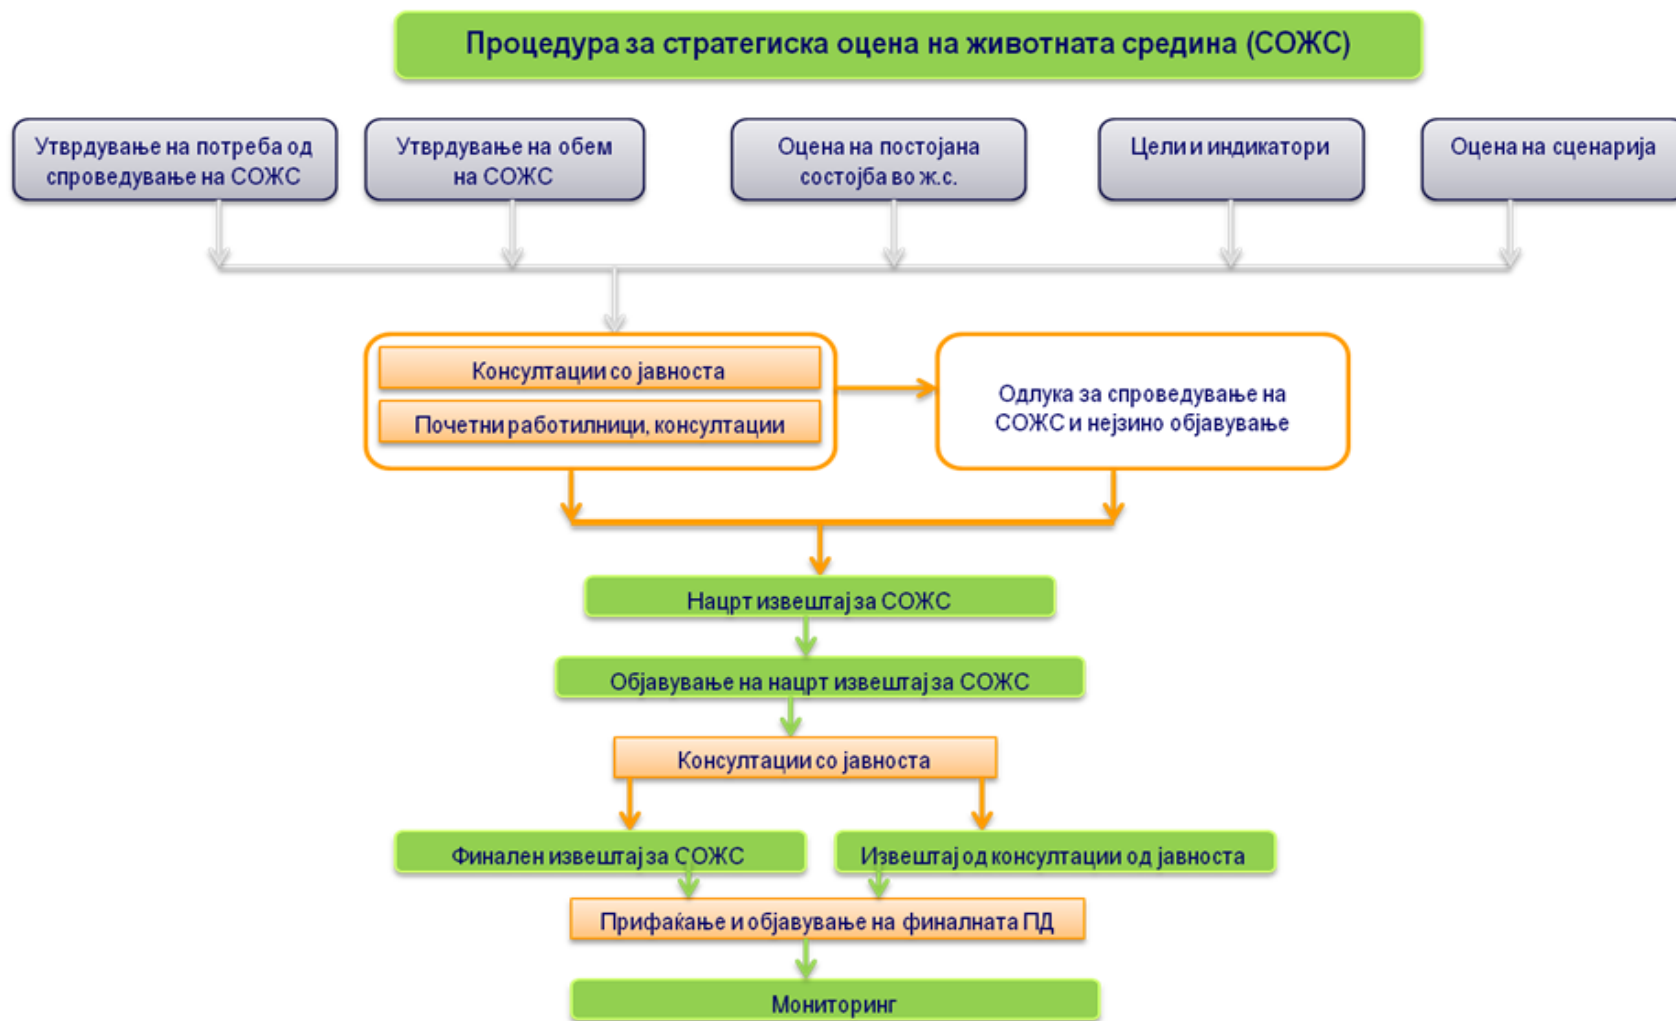 Процедура за стратегиска оцена на животната средина (СОЖС)
Утврдување на потреба од
спроведување на СОЖС
Утврдување на обем
на СОЖС
Оцена на постојана
состојба во ж.с.
Цели и индикатори
Оцена на сценарија
Консултации со јавноста
Почетни работилници, консултации
Одлука за спроведување на
СОЖС и нејзино објавување
Нацрт извештај за СОЖС
Објавување на нацрт извештај за СОЖС
Консултации со јавноста
Финален извештај за СОЖС
Извештај од консултации од јавноста
Прифаќање и објавување на финалната ПД
Мониторинг